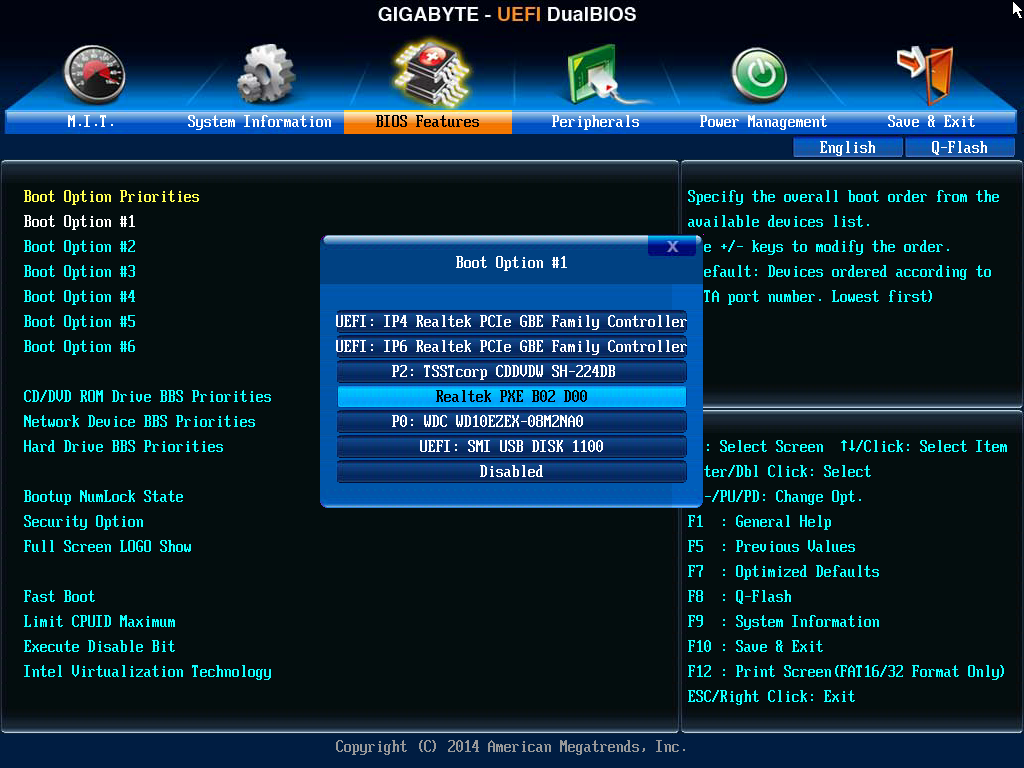 GIGABYTE - UEFI DualBIOS
M.I.T.
System Information
BIOS Features
Peripherals
Power Management
Save & Exit
English
Q-Flash
Boot Option Priorities
Boot Option #1
Boot Option #2
Boot Option #3
Boot Option #4
Boot Option #5
Boot Option #6
CD/DVD ROM Drive BBS Priorities
Network Device BBS Priorities
Hard Drive BBS Priorities
Bootup NumLock State
Security Option
Full Screen LOGO Show
Fast Boot
Limit CPUID Maximum
Execute Disable Bit
Intel Virtualization Technology
X
Boot Option #1
UEFI: IP4 Realtek PCIe GBE Family Controller
UEFI: IP6 Realtek PCIe GBE Family Controller
P2: TSSTcorp CDDVDW SH-224DB
Realtek PXE B02 D00
P0: WDC WD10EZEX-08M2NA0
UEFI: SMI USB DISK 1100
Disabled
Specify the overall boot order from the
available devices list.
e +/- keys to modify the order.
efault: Devices ordered according to
TA port number. Lowest first)
: Select Screen ↑↓/Click: Select Item
ter/Dbl Click: Select
-/PU/PD: Change Opt.
F1 : General Help
F5 : Previous Values
F7 : Optimized Defaults
F8 : Q-Flash
F9 : System Information
F10 : Save & Exit
F12 : Print Screen(FAT16/32 Format Only)
ESC/Right Click: Exit
Copyright (C) 2014 American Megatrends, Inc.